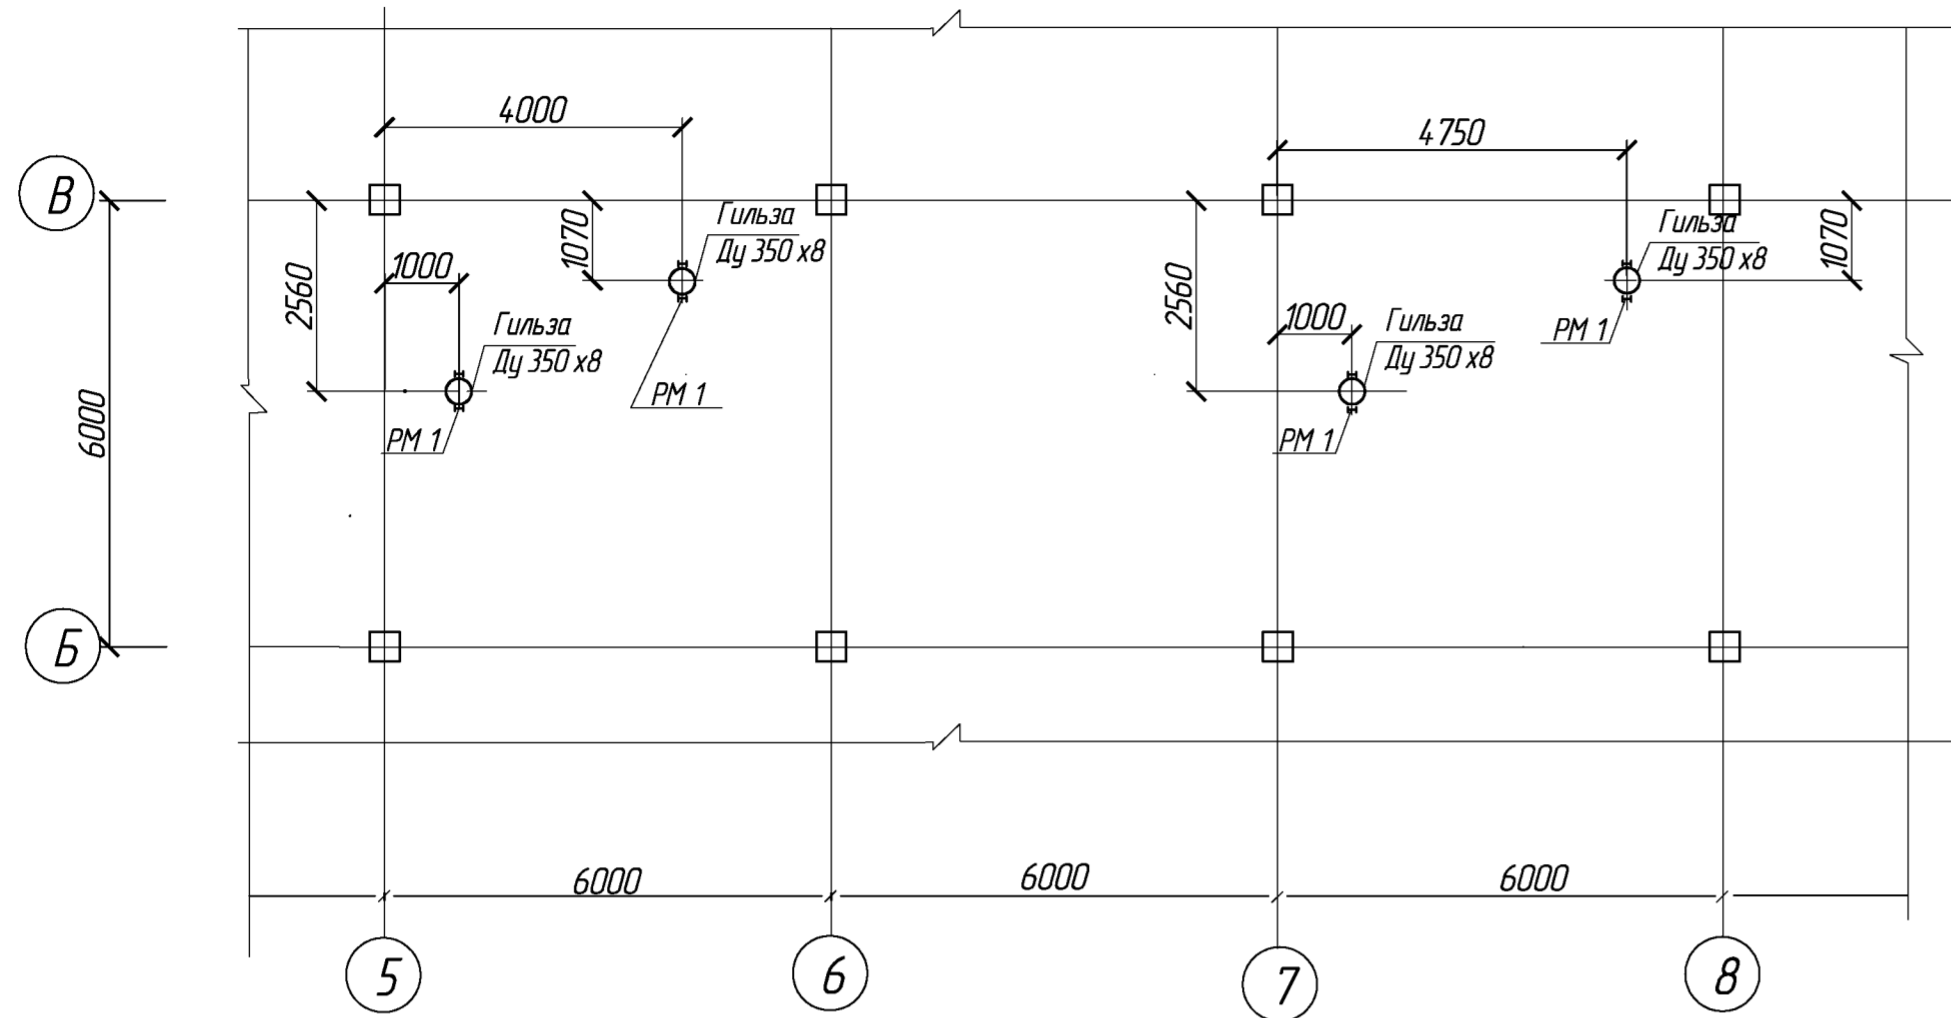 4000
4750
В
2560
1000
1070
Гильза
Ду 350 х8
Гильза
Ду 350 х8
РМ 1
РМ 1
2560
1000
Гильза
Ду 350 х8
РМ 1
Гильза
Ду 350 х8
РМ 1
1070
6000
Б
6000
6000
6000
5
6
7
8